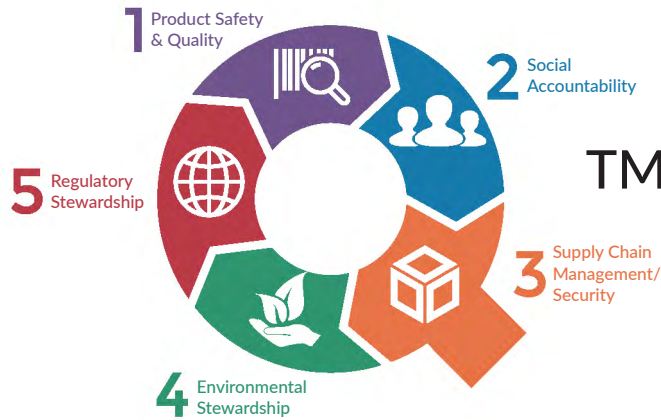 1 Product Safety
& Quality
2 Social
Accountability
TM
3 Supply Chain
Management/
Security
4 Environmental
Stewardship
5 Regulatory
Stewardship